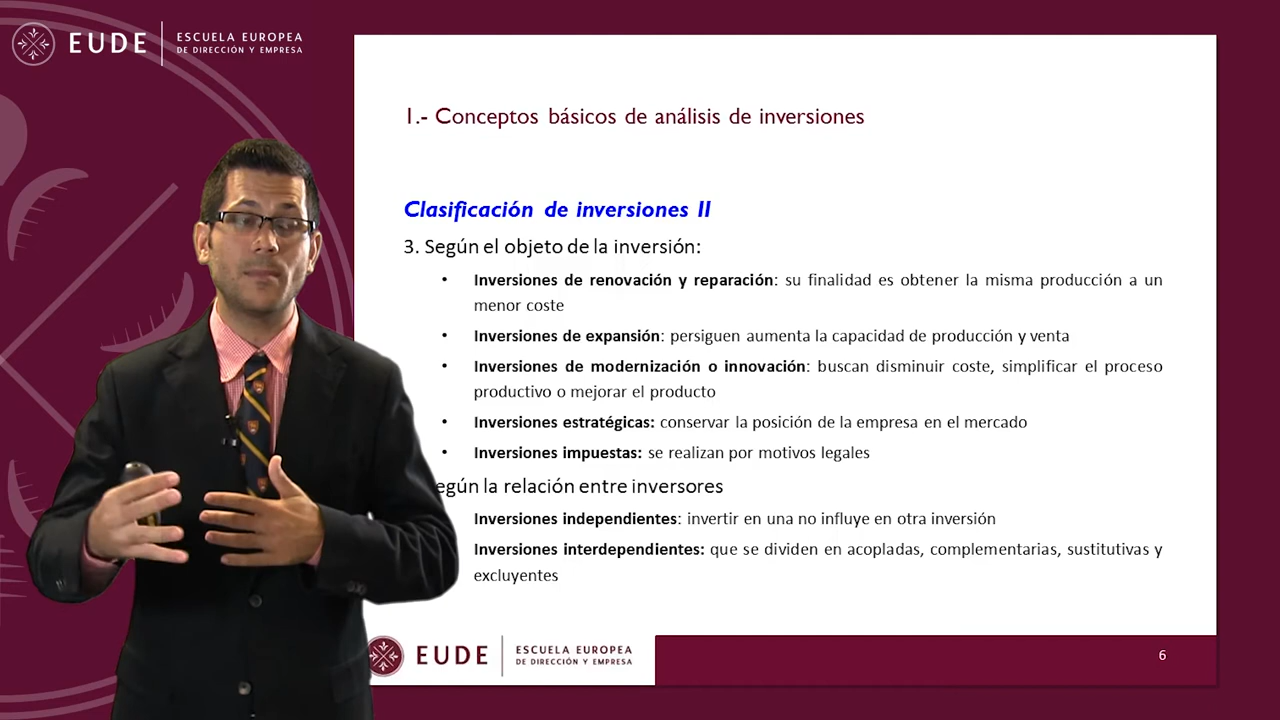 EUDE
ESCUELA EUROPEA
DE DIRECCIÓN Y EMPRESA
1.- Conceptos básicos de análisis de inversiones
Clasificación de inversiones II
3. Según el objeto de la inversión:
• Inversiones de renovación y reparación: su finalidad es obtener la misma producción a un
menor coste
• Inversiones de expansión: persiguen aumenta la capacidad de producción y venta
• Inversiones de modernización o innovación: buscan disminuir coste, simplificar el proceso
productivo o mejorar el producto
• Inversiones estratégicas: conservar la posición de la empresa en el mercado
• Inversiones impuestas: se realizan por motivos legales
egún la relación entre inversores
Inversiones independientes: invertir en una no influye en otra inversión
Inversiones interdependientes: que se dividen en acopladas, complementarias, sustitutivas y
excluyentes
EUDE
ESCUELA EUROPEA
DE DIRECCIÓN Y EMPRESA
6